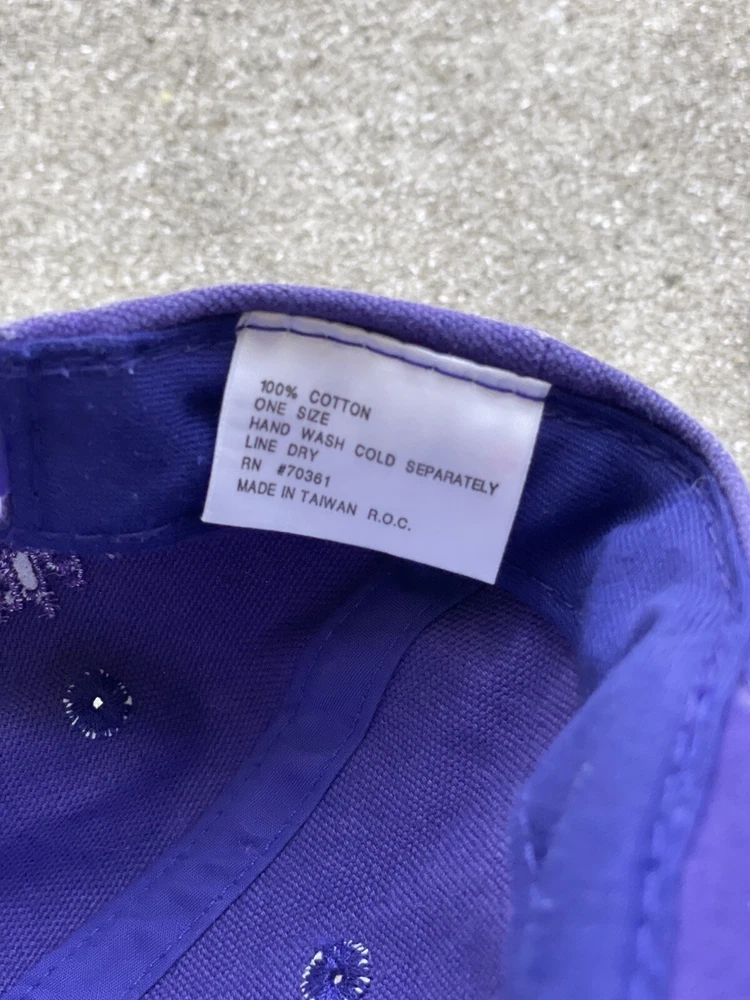 100% COTTON
ONE SIZE
HAND WASH COLD SEPARATELY
LINE DRY
RN #70361
MADE IN TAIWAN R.O.C.